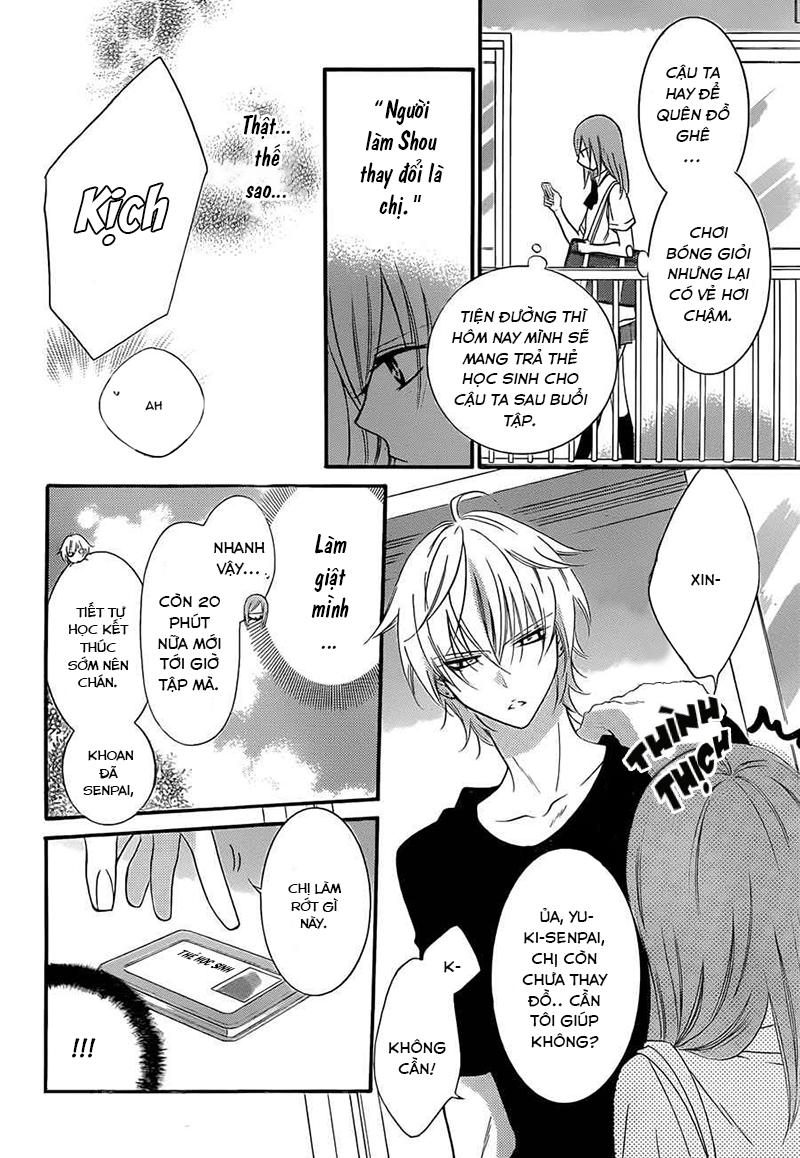 CẬU TA
HAY ĐỂ
QUÊN ĐỒ
GHÊ
...
CHƠI
BÓNG GIỎI
NHƯNG LẠI
CÓ VẺ HƠI
CHẬM.
TIỆN ĐƯỜNG THÌ
HÔM NAY MÌNH SẼ
MANG TRẢ THẺ
HỌC SINH CHO
CẬU TA SAU BUỔI
TẬP.
“Người
làm Shou
thay đổi là
chị."
Thật...
thế
sao...
Kịch
AH
XIN-
THÌNH
THỊCH
ỦA, YU-
KI-SENPAI,
CHỊ CÒN
CHƯA THAY
ĐỒ.. CẦN
TÔI GIÚP
KHÔNG?
K-
KHÔNG
CẦN!
Làm
giật
mình
...
NHANH
VẬY...
CÒN 20
PHÚT
NỮA MỚI
TỚI GIỜ
TẬP MÃ.
TIẾT TỰ
HỌC KẾT
THÚC
SỚM NÊN
CHÁN.
KHOAN
ĐÃ
SENPAI,
CHỊ LÀM
RỚT GÌ
NÀY.
THẺ HỌC SINH
!!!